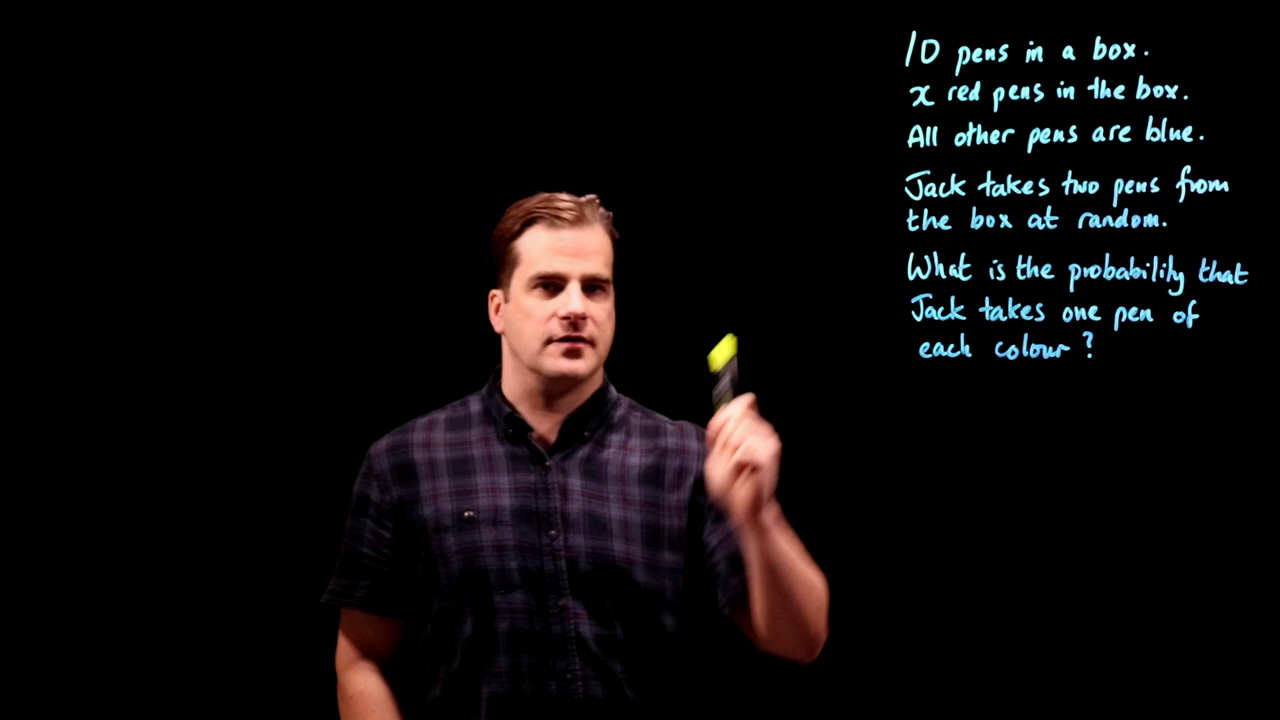 10 pens in a box.
x red pens in the box.
All other pens are blue.
Jack takes two pens from
the box at random.
What is the probability that
Jack takes one pen of
each colour?